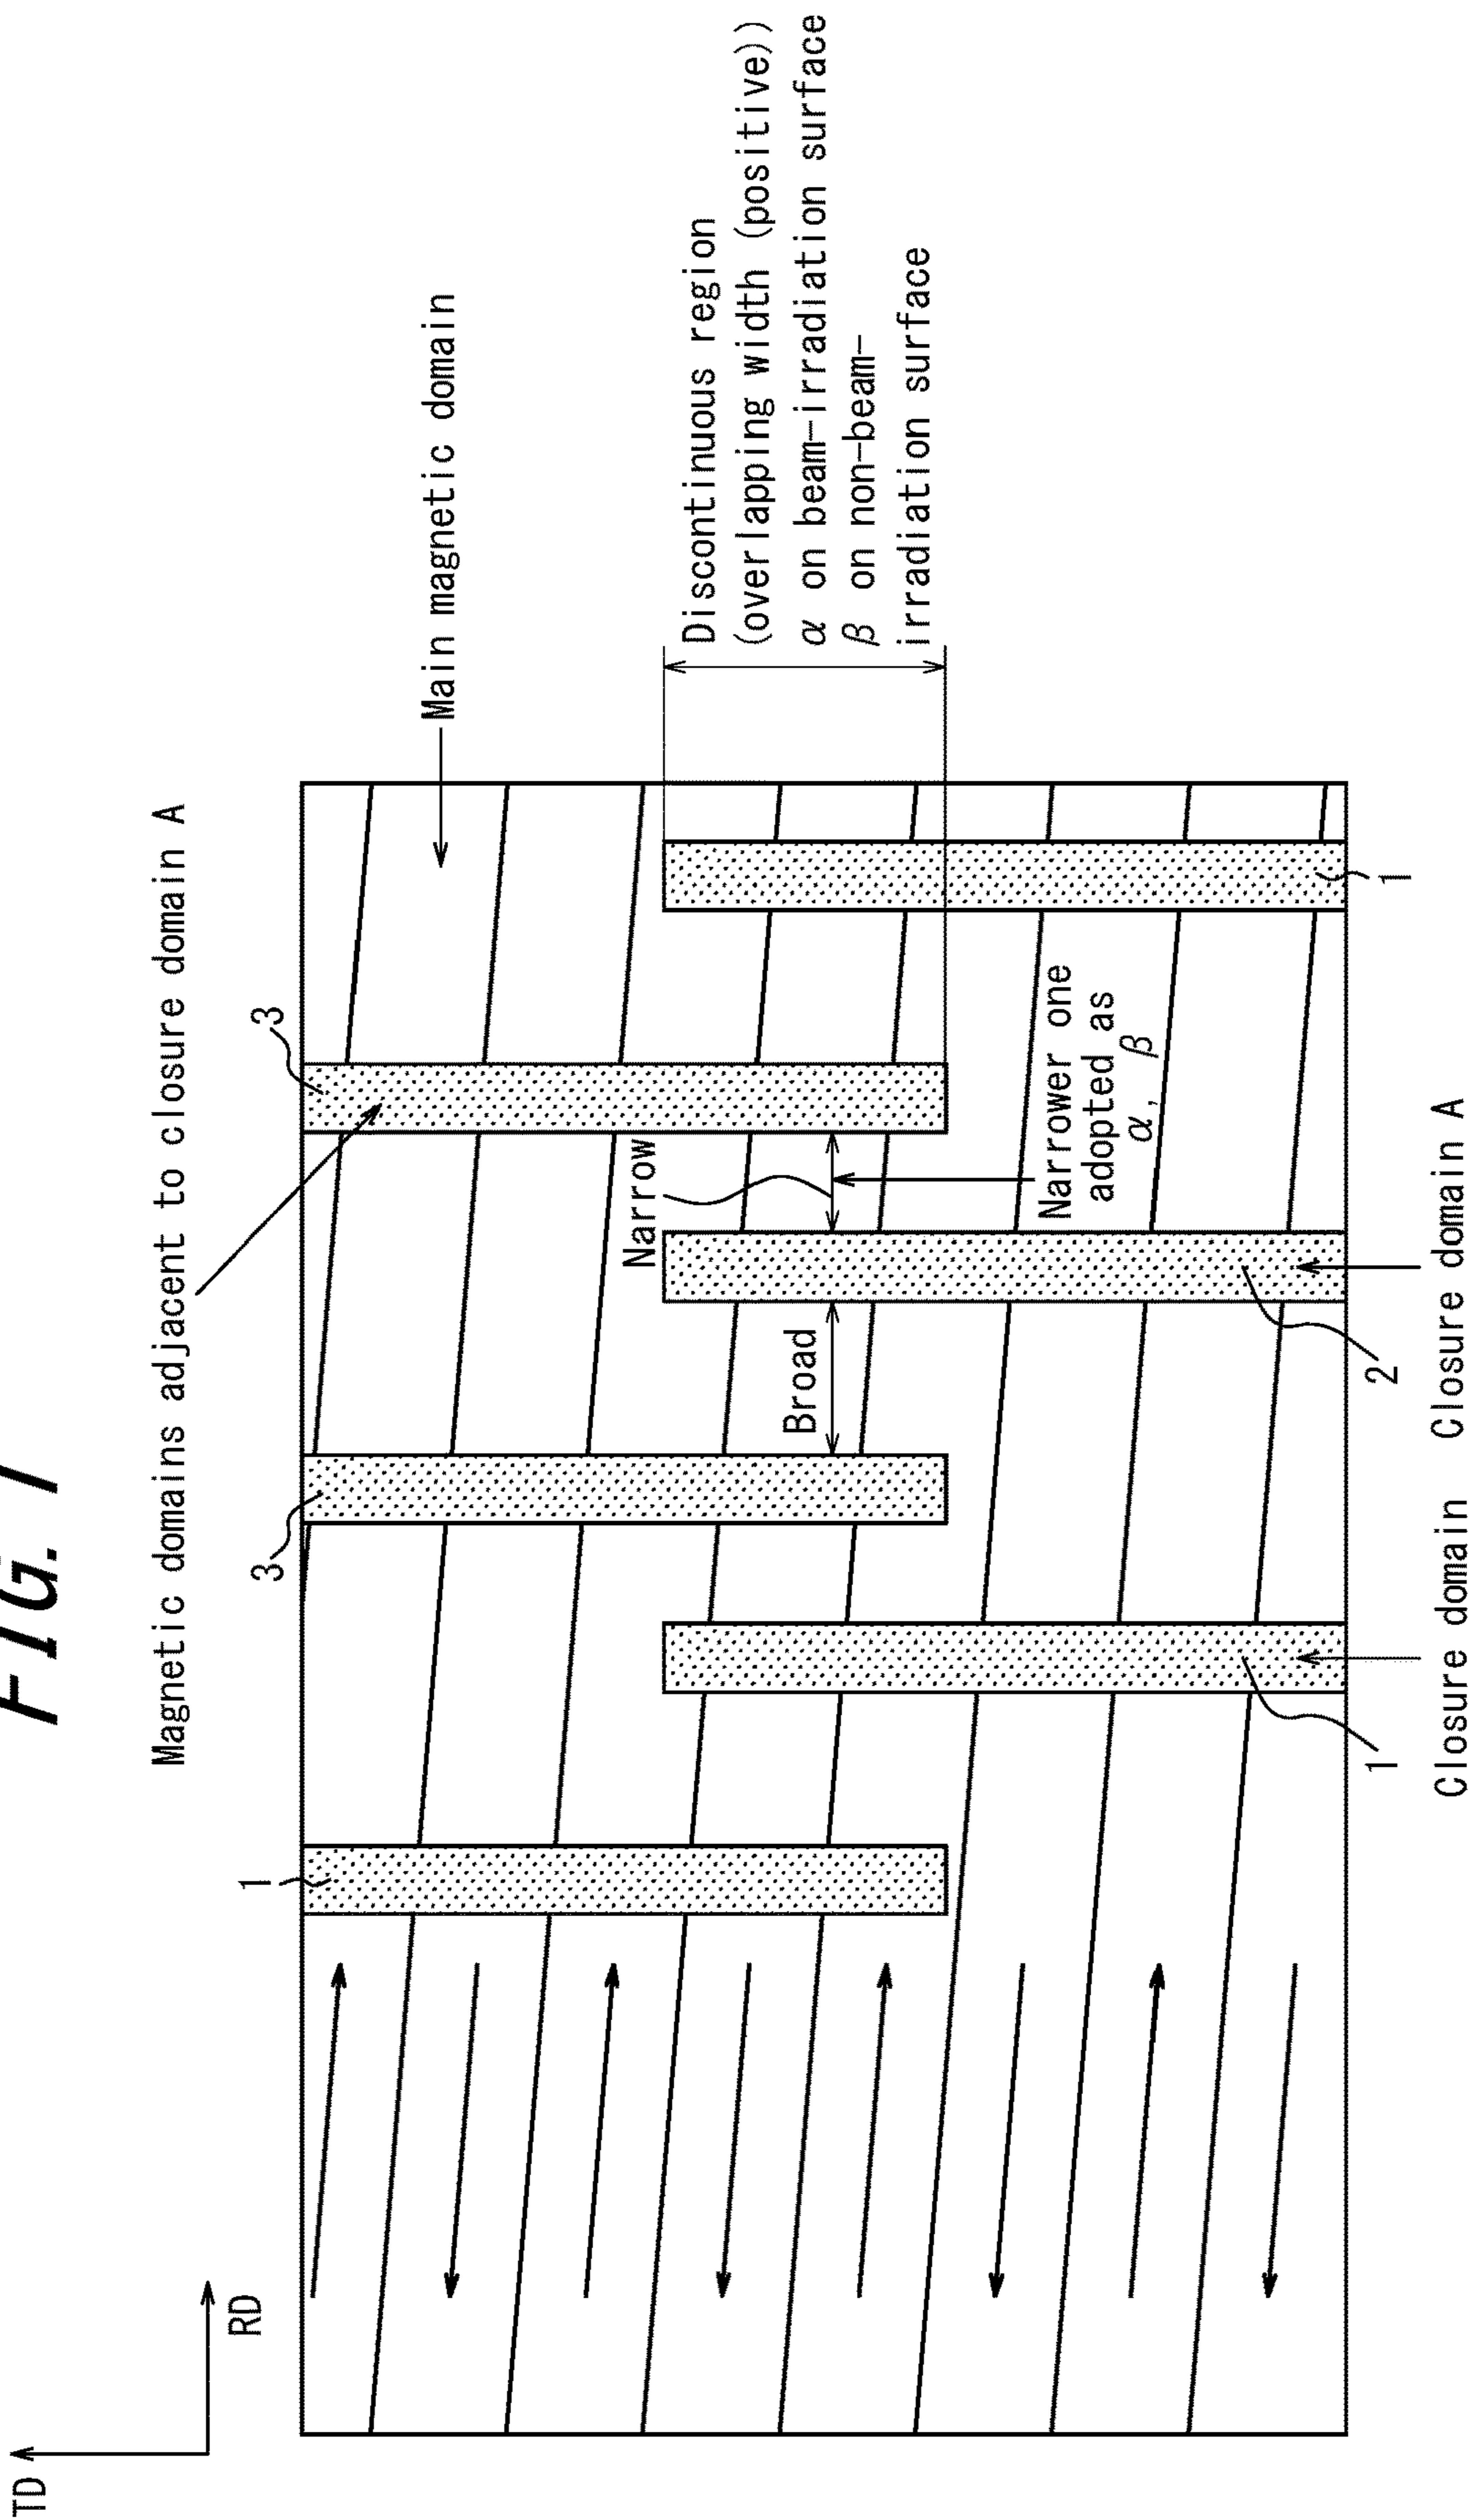 FIG. 1
TD
RD
Magnetic domains adjacent to closure domain A
1
3
3
Main magnetic domain
Discontinuous region
(overlapping width (positive))
α on beam-irradiation surface
β on non-beam-
irradiation surface
Narrow
Broad
Narrower one
adopted as
α, β
1
2
1
Closure domain
Closure domain A